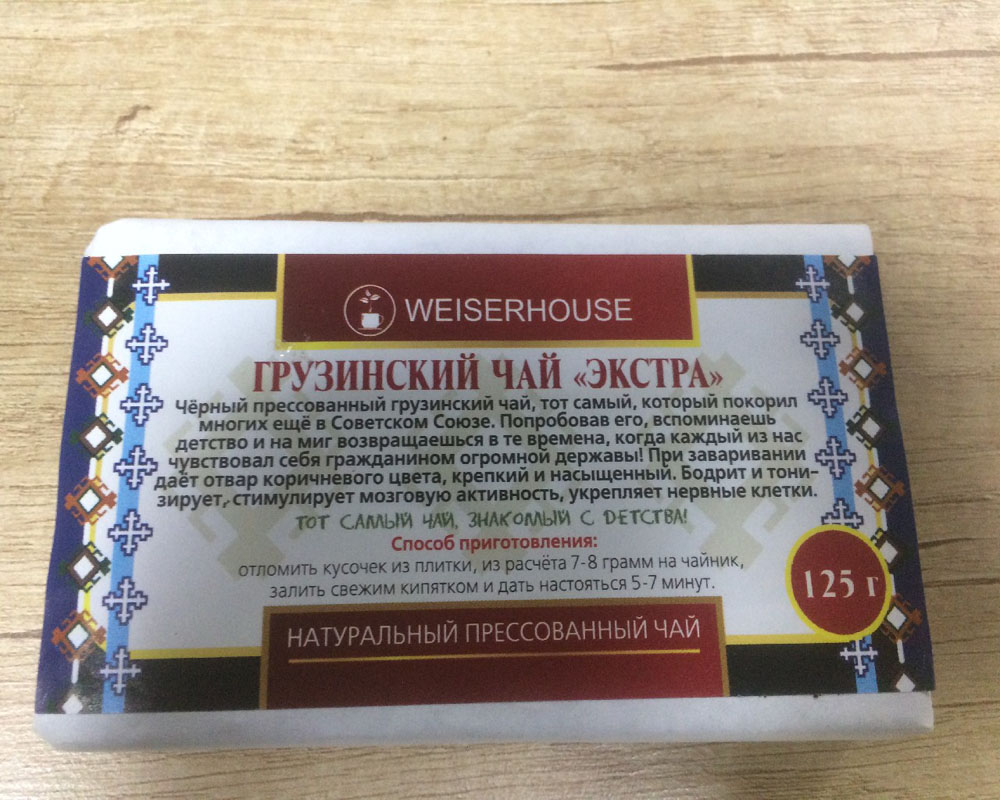 WEISERHOUSE
ГРУЗИНСКИЙ ЧАЙ «ЭКСТРА»
Чёрный прессованный грузинский чай, тот самый, который покорил
многих ещё в Советском Союзе. Попробовав его, вспоминаешь
детство и на миг возвращаешься в те времена, когда каждый из нас
чувствовал себя гражданином огромной державы! При заваривании
даёт отвар коричневого цвета, крепкий и насыщенный. Бодрит и тони-
зирует, стимулирует мозговую активность, укрепляет нервные клетки.
ТОТ САМЫЙ ЧАЙ, ЗНАКОМЫЙ С ДЕТСТВА!
Способ приготовления:
отломить кусочек из плитки, из расчёта 7-8 грамм на чайник,
залить свежим кипятком и дать настояться 5-7 минут.
125 г
НАТУРАЛЬНЫЙ ПРЕССОВАННЫЙ ЧАЙ